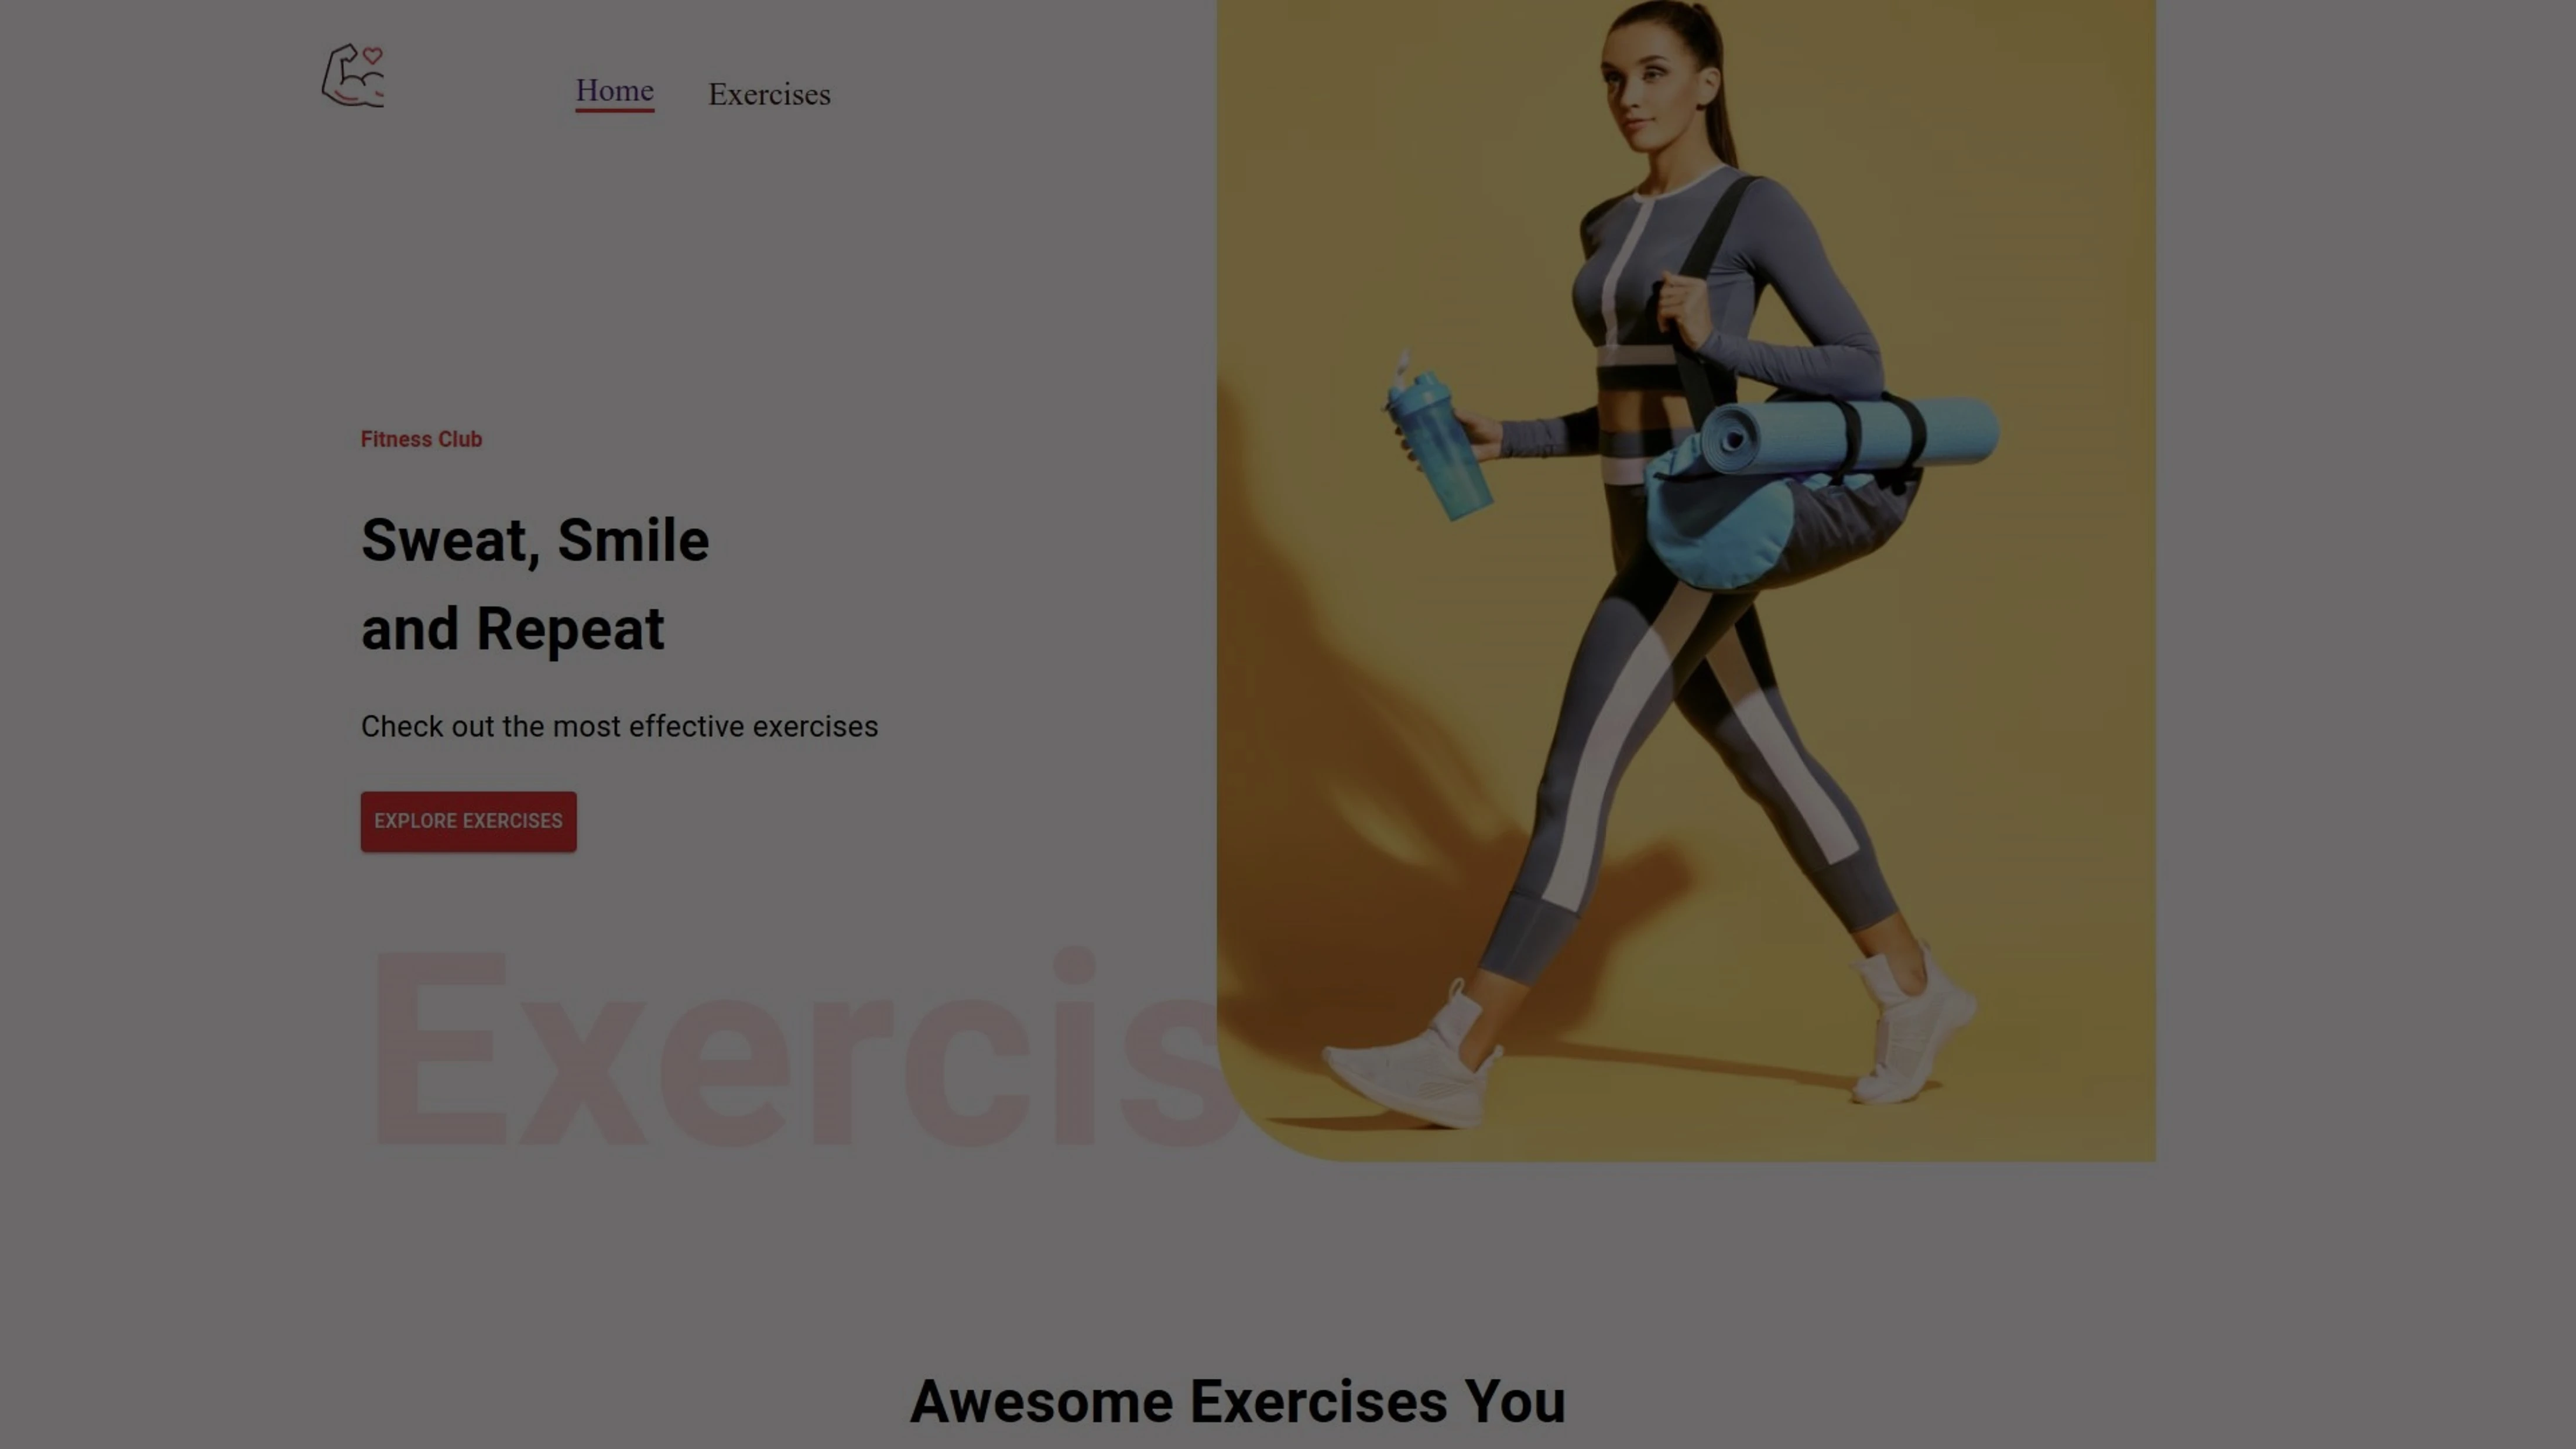 Home Exercises
Fitness Club
Sweat, Smile
and Repeat
Check out the most effective exercises
EXPLORE EXERCISES
Exercis
Awesome Exercises You